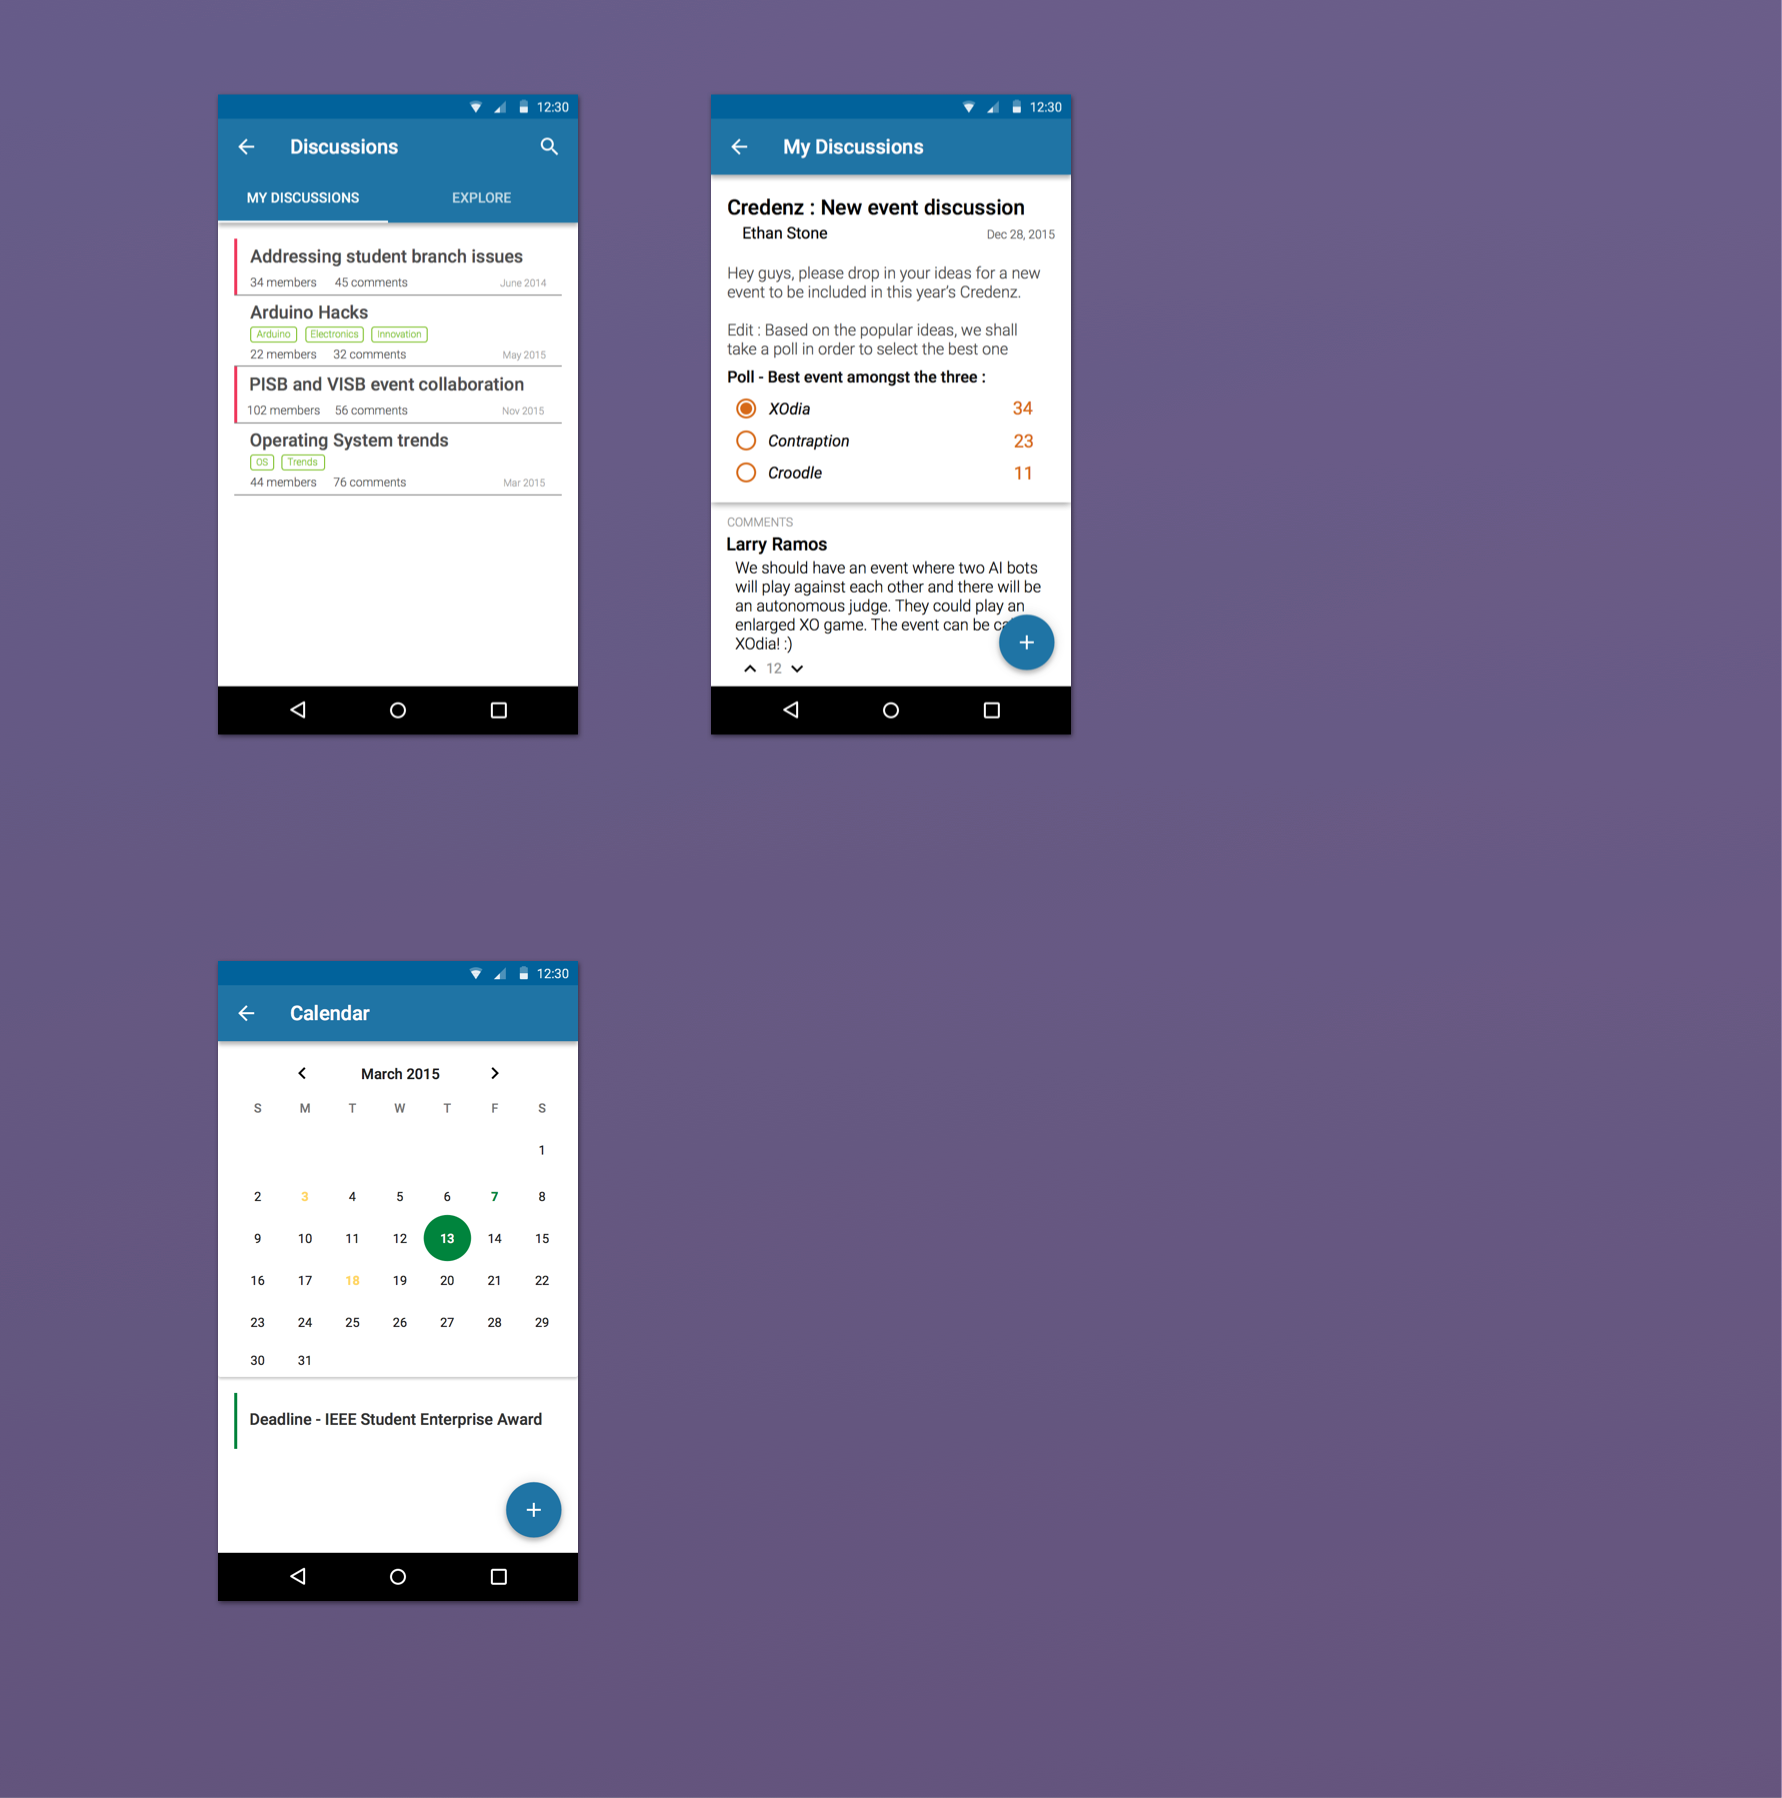 12:30
Discussions
MY DISCUSSIONS EXPLORE
Addressing student branch issues
34 members 45 comments June 2014
Arduino Hacks
Arduino Electronics Innovation
22 members 32 comments May 2015
PISB and VISB event collaboration
102 members 56 comments Nov 2015
Operating System trends
OS Trends
44 members 76 comments Mar 2015
12:30
My Discussions
Credenz : New event discussion
Ethan Stone Dec 28, 2015
Hey guys, please drop in your ideas for a new
event to be included in this year's Credenz.
Edit : Based on the popular ideas, we shall
take a poll in order to select the best one
Poll - Best event amongst the three :
XOdia 34
Contraption 23
Croodle 11
COMMENTS
Larry Ramos
We should have an event where two AI bots
will play against each other and there will be
an autonomous judge. They could play an
enlarged XO game. The event can be
XOdia! :)
12
12:30
Calendar
March 2015
S M T W T F S
1
2 3 4 5 6 7 8
9 10 11 12 13 14 15
16 17 18 19 20 21 22
23 24 25 26 27 28 29
30 31
Deadline - IEEE Student Enterprise Award